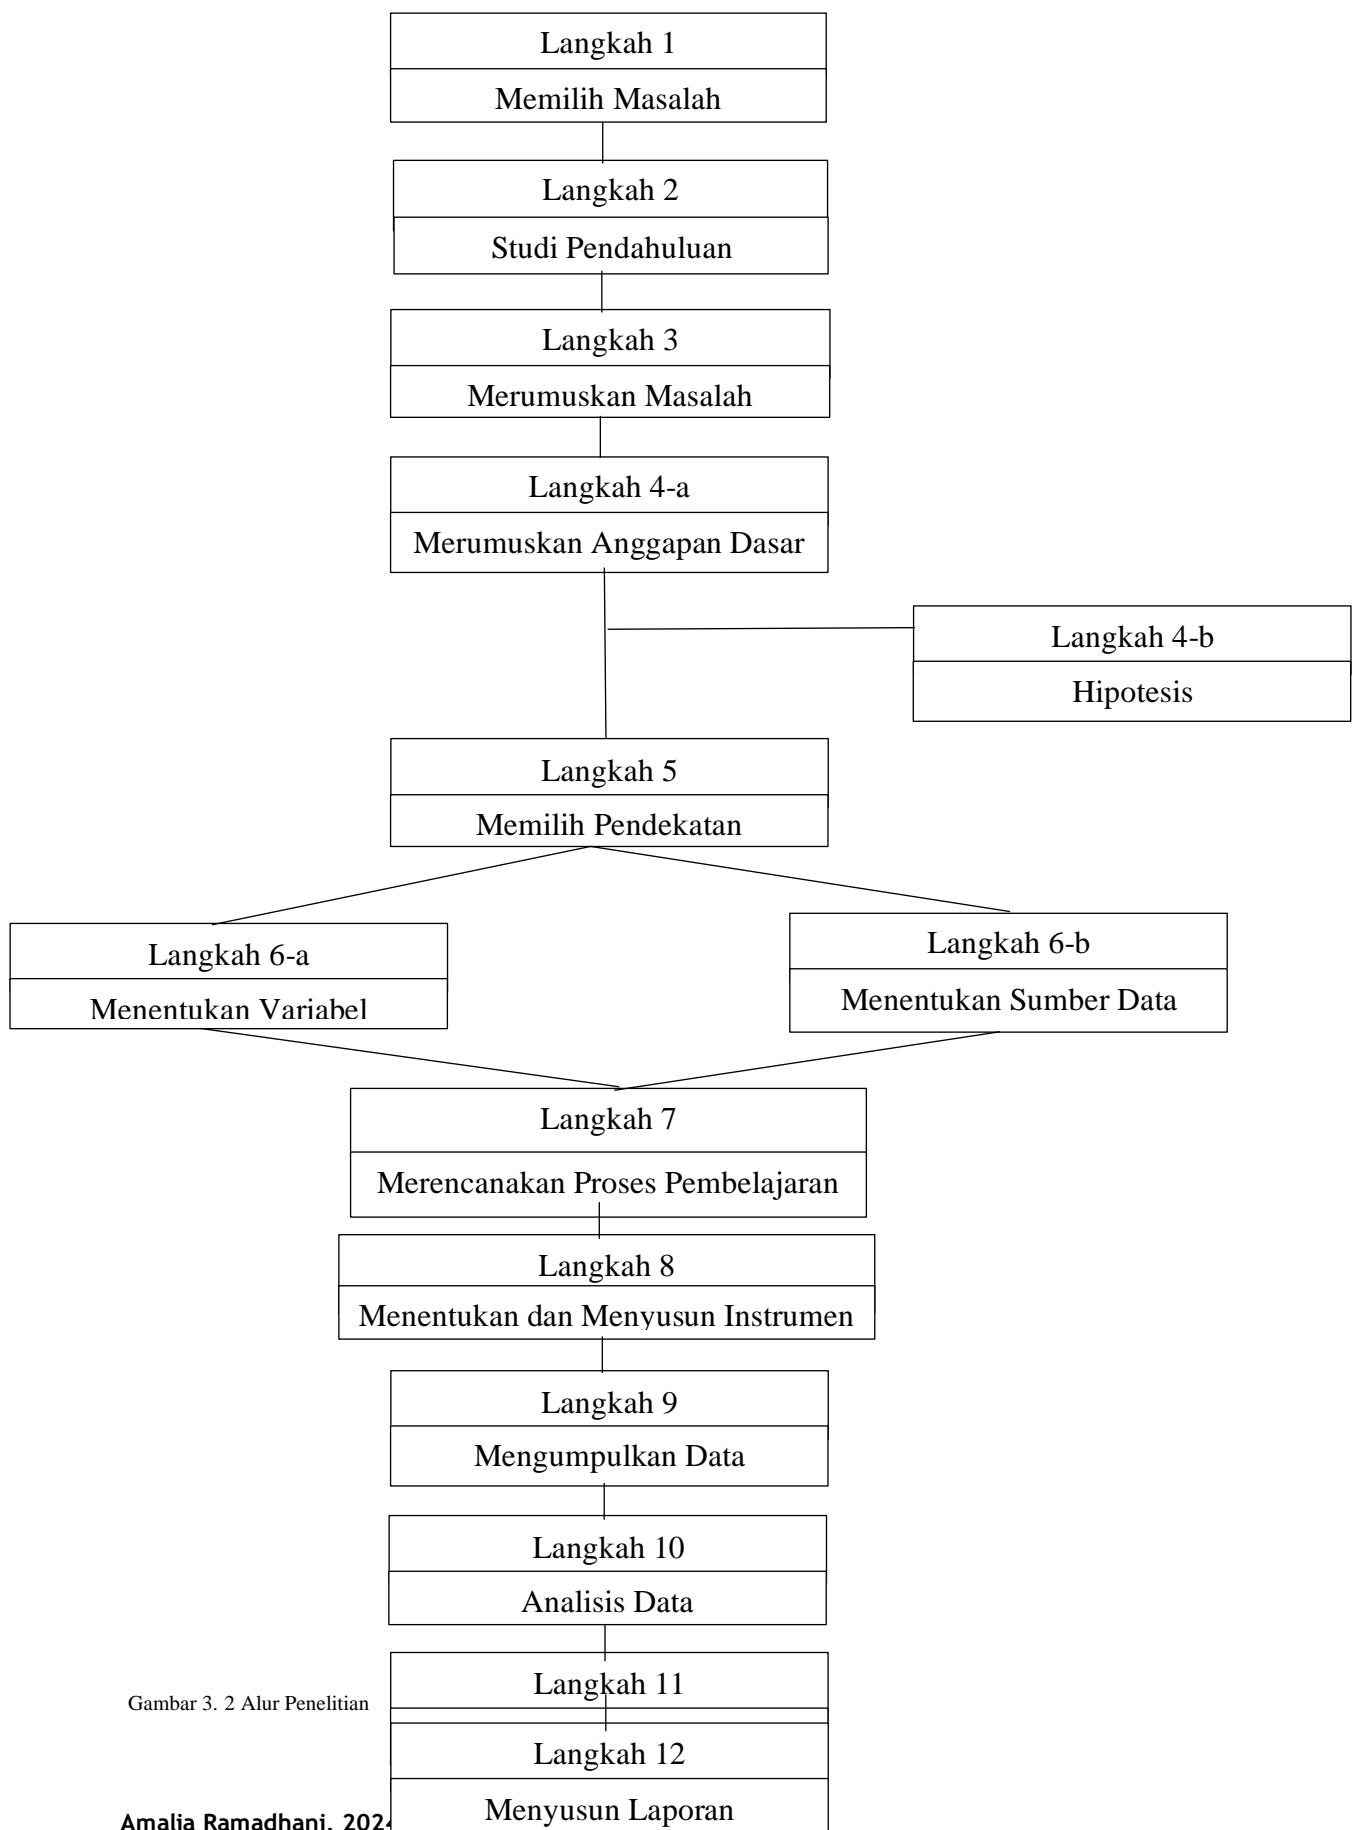 Langkah 1
Memilih Masalah
Langkah 2
Studi Pendahuluan
Langkah 3
Merumuskan Masalah
Langkah 4-a
Merumuskan Anggapan Dasar
Langkah 4-b
Hipotesis
Langkah 5
Memilih Pendekatan
Langkah 6-a
Menentukan Variabel
Langkah 6-b
Menentukan Sumber Data
Langkah 7
Merencanakan Proses Pembelajaran
Langkah 8
Menentukan dan Menyusun Instrumen
Langkah 9
Mengumpulkan Data
Langkah 10
Analisis Data
Langkah 11
Gambar 3. 2 Alur Penelitian
Langkah 12
Menyusun Laporan
Amalia Ramadhani, 2024